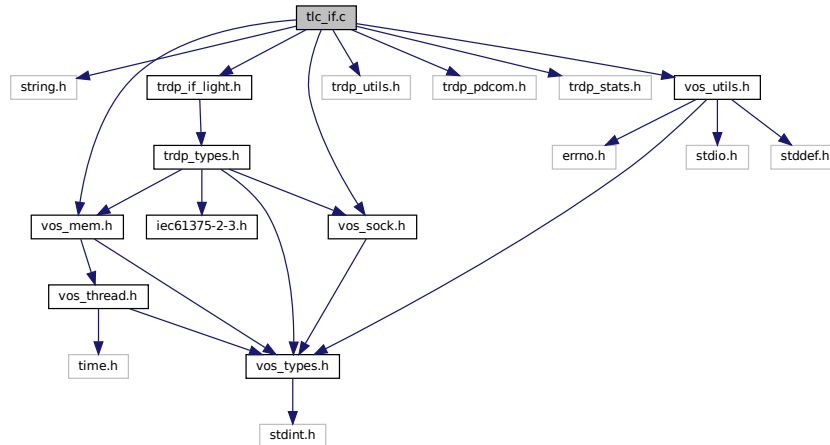 tlc_if.c
string.h
trdp_if_light.h
trdp_utils.h
trdp_pdcom.h
trdp_stats.h
vos_utils.h
trdp_types.h
errno.h
stdio.h
stddef.h
vos_mem.h
iec61375-2-3.h
vos_sock.h
vos_thread.h
time.h
vos_types.h
stdint.h